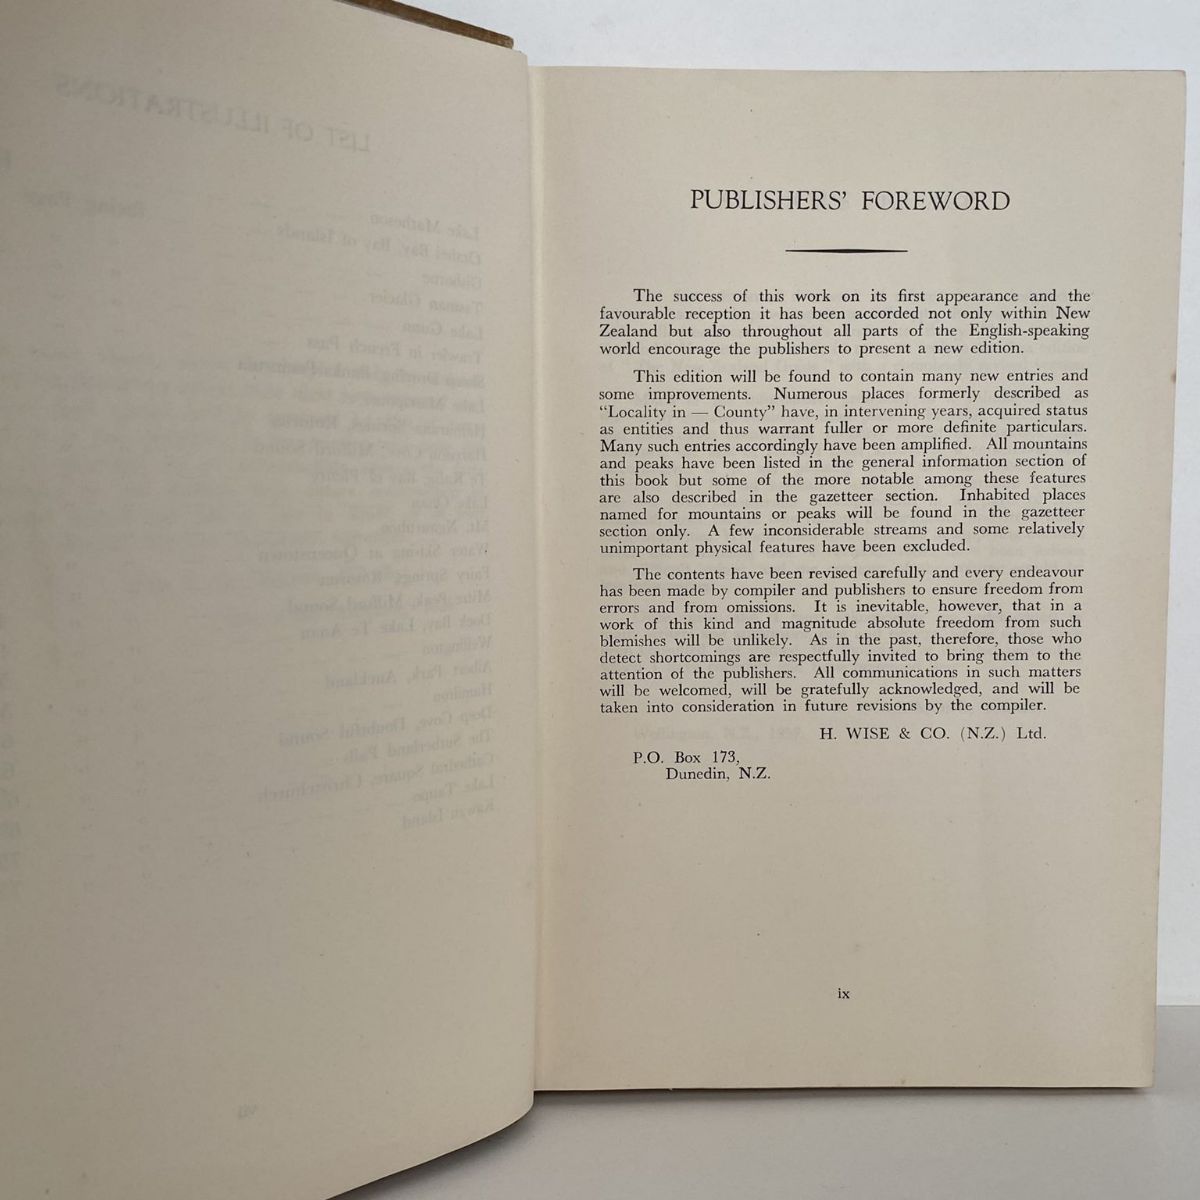 PUBLISHERS’ FOREWORD
The success of this work on its first appearance and the
favourable reception it has been accorded not only within New
Zealand but also throughout all parts of the English-speaking
world encourage the publishers to present a new edition.
This edition will be found to contain many new entries and
some improvements. Numerous places formerly described as
“Locality in — County” have, in intervening years, acquired status
as entities and thus warrant fuller or more definite particulars.
Many such entries accordingly have been amplified. All mountains
and peaks have been listed in the general information section of
this book but some of the more notable among these features
are also described in the gazetteer section. Inhabited places
named for mountains or peaks will be found in the gazetteer
section only. A few inconsiderable streams and some relatively
unimportant physical features have been excluded.
The contents have been revised carefully and every endeavour
has been made by compiler and publishers to ensure freedom from
errors and from omissions. It is inevitable, however, that in a
work of this kind and magnitude absolute freedom from such
blemishes will be unlikely. As in the past, therefore, those who
detect shortcomings are respectfully invited to bring them to the
attention of the publishers. All communications in such matters
will be welcomed, will be gratefully acknowledged, and will be
taken into consideration in future revisions by the compiler.
H. WISE & CO. (N.Z.) Ltd.
P.O. Box 173,
Dunedin, N.Z.
ix